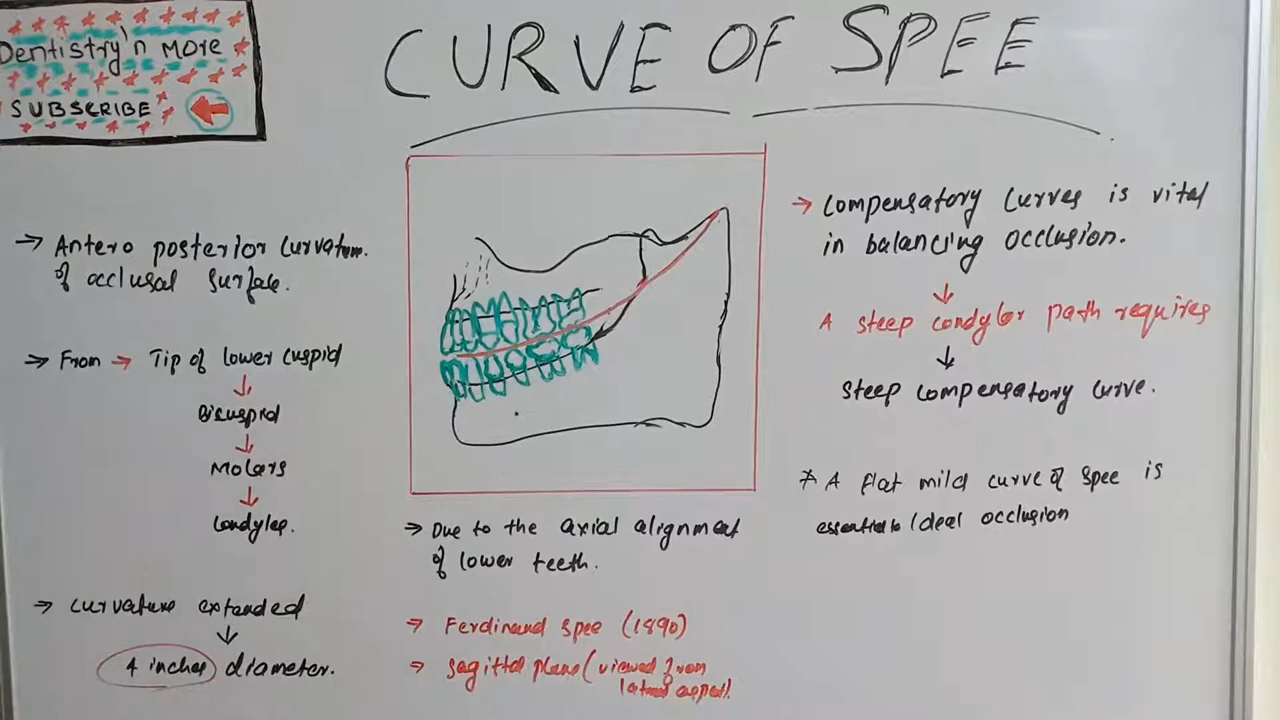 Dentistry'n More
SUBSCRIBE
CURVE OF SPEE
→ Antero posterior curvature.
of occlusal surface.
→ From → Tip of lower cuspid
↓
Bicuspid
↓
Molars
↓
Condyles.
→ curvature extended
↓
4 inches diameter.
→ Due to the axial alignment
of lower teeth.
→ Ferdinand spee (1890)
→ sagittal plane (viewed from
lateral aspect).
→ Compensatory curves is vital
in balancing occlusion.
↓
A steep condylar path requires
↓
steep compensatory curve.
* A flat mild curve of spee is
essential to Ideal occlusion